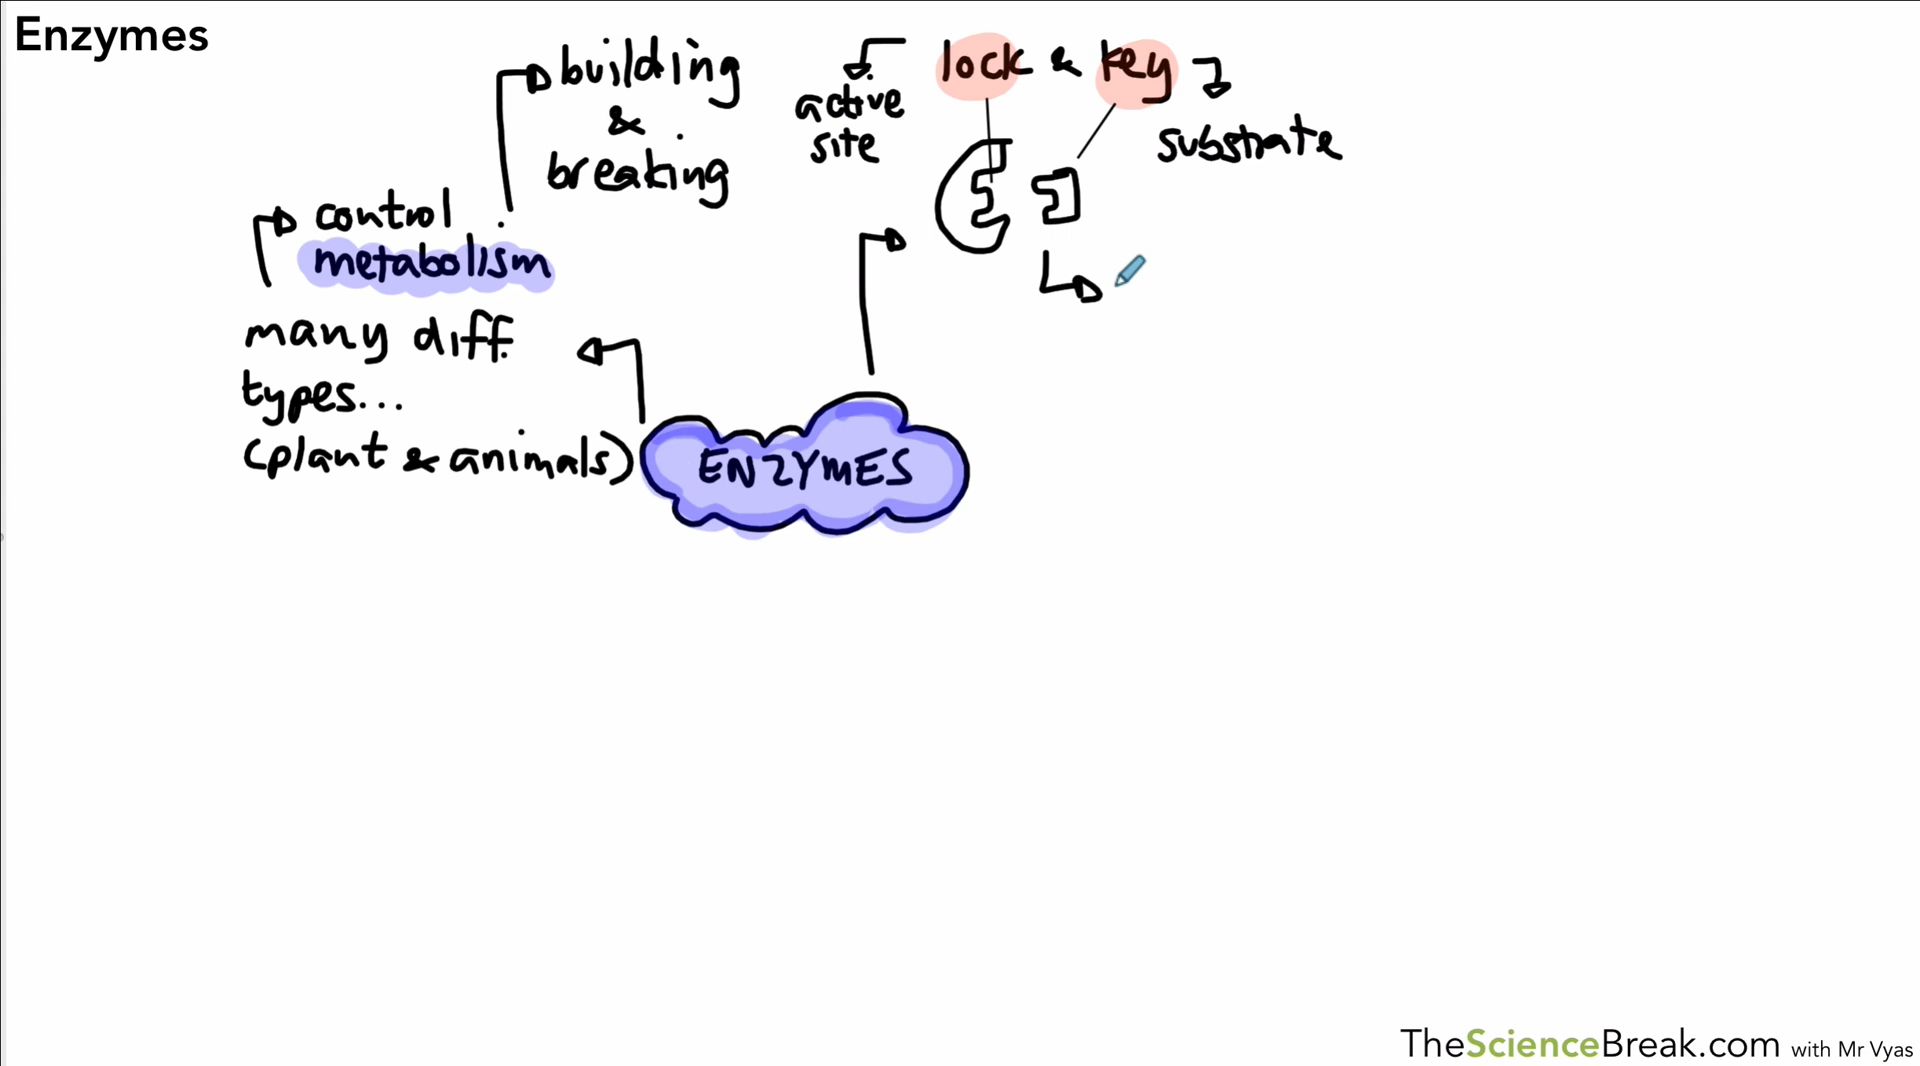 Enzymes
building
&
breaking
control
metabolism
many diff.
types...
(plant & animals)
lock & key
active
site
substrate
ENZYMES
TheScienceBreak.com with Mr Vyas